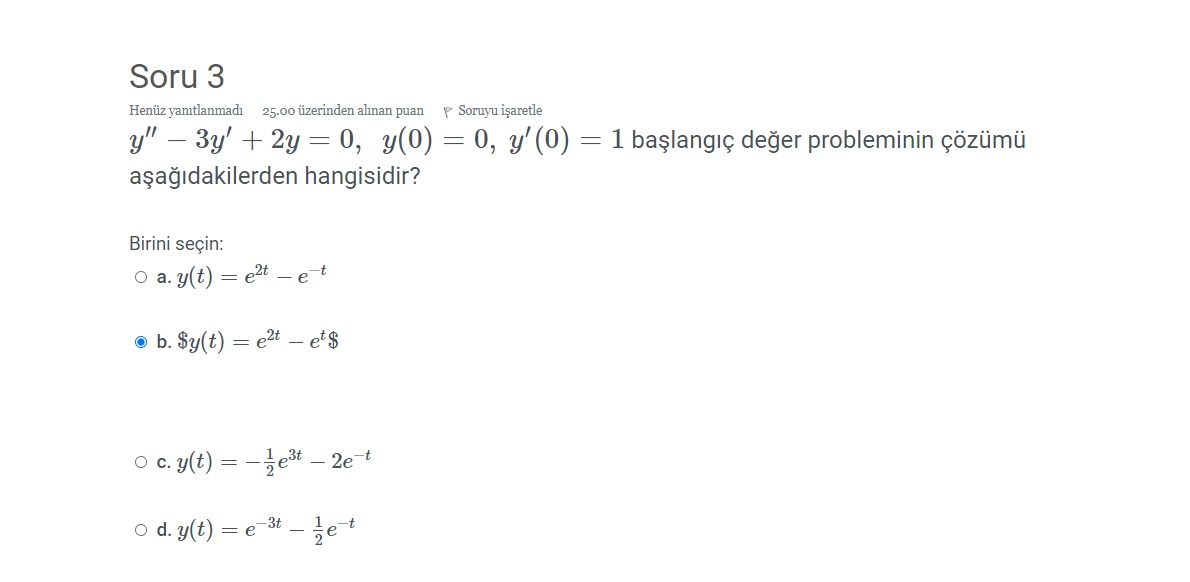 Soru 3
Henüz yanıtlanmadı 25.00 üzerinden alınan puan Soruyu işaretle
y″ − 3y′ + 2y = 0, y(0) = 0, y′(0) = 1 başlangıç değer probleminin çözümü
aşağıdakilerden hangisidir?
Birini seçin:
a. y(t) = e^{2t} − e^{−t}
b. $y(t) = e^{2t} − e^{t}$
c. y(t) = −\frac{1}{2}e^{3t} − 2e^{−t}
d. y(t) = e^{−3t} − \frac{1}{2}e^{−t}